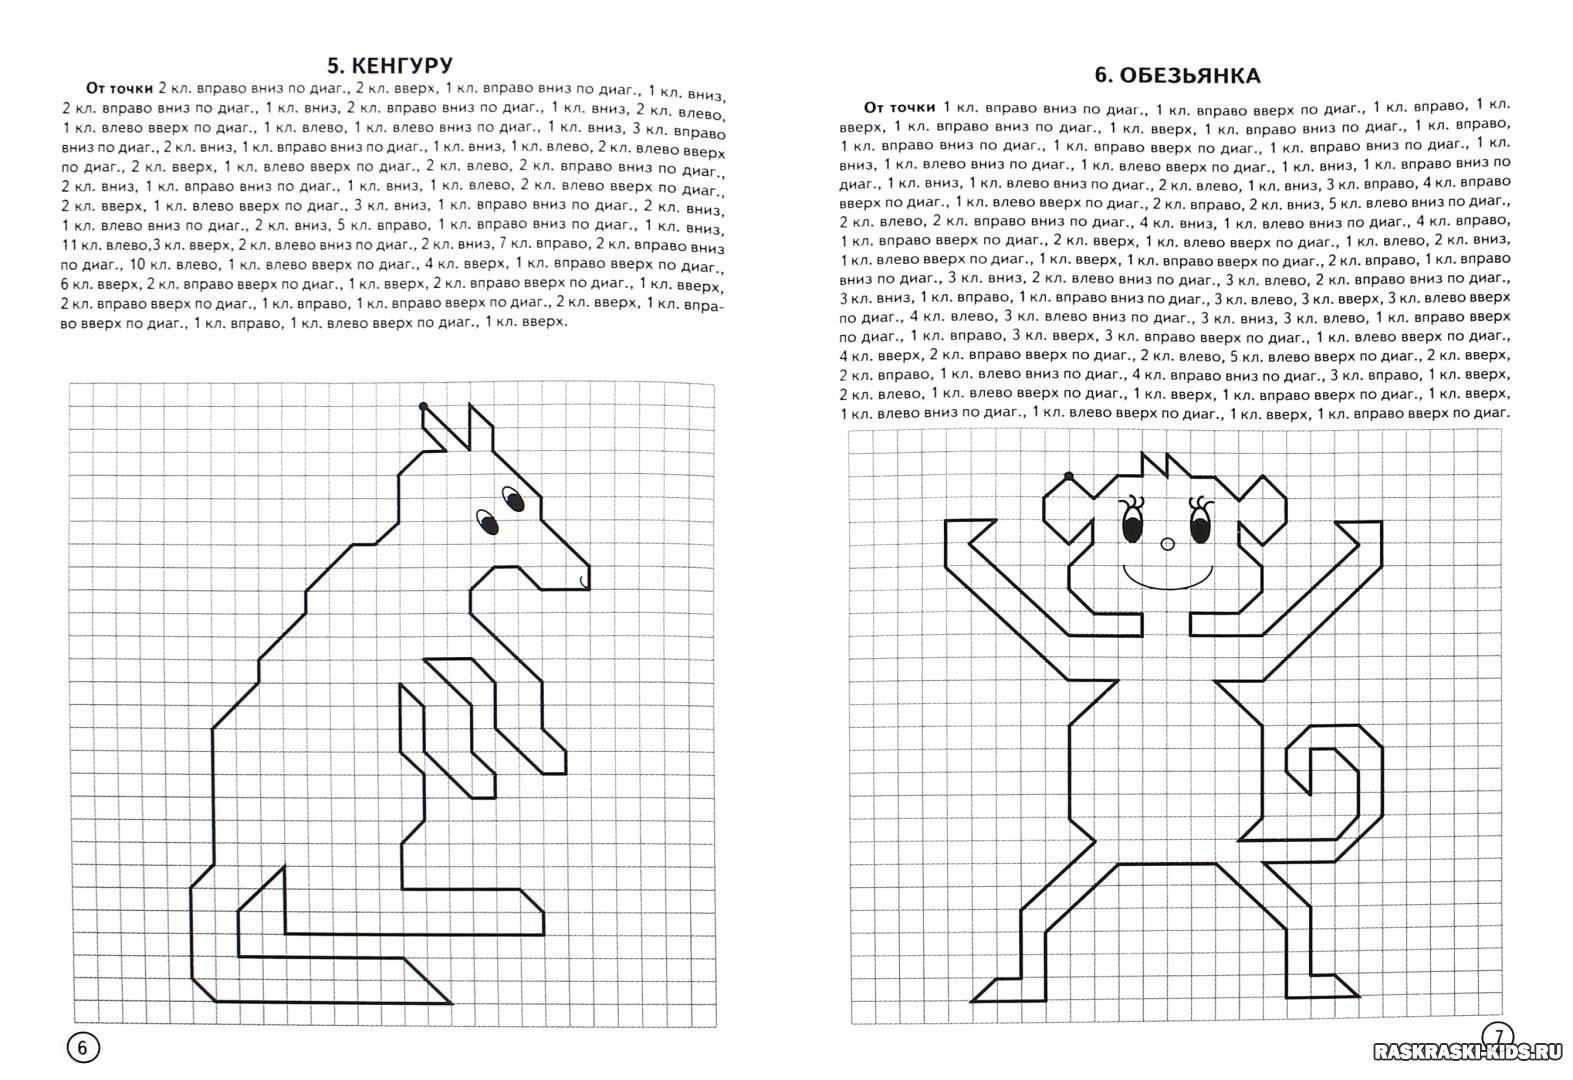 5. КЕНГУРУ
От точки 2 кл. вправо вниз по диаг., 2 кл. вверх, 1 кл. вправо вниз по диаг., 1 кл. вниз,
2 кл. вправо вниз по диаг., 1 кл. вниз, 2 кл. вправо вниз по диаг., 1 кл. вниз, 2 кл. влево,
1 кл. влево вверх по диаг., 1 кл. влево, 1 кл. влево вниз по диаг., 1 кл. вниз, 3 кл. вправо
вниз по диаг., 2 кл. вниз, 1 кл. вправо вниз по диаг., 1 кл. вниз, 1 кл. влево, 2 кл. влево вверх
по диаг., 2 кл. вверх, 1 кл. влево вверх по диаг., 2 кл. влево, 2 кл. вправо вниз по диаг.,
2 кл. вниз, 1 кл. вправо вниз по диаг., 1 кл. вниз, 1 кл. влево, 2 кл. влево вверх по диаг.,
2 кл. вверх, 1 кл. влево вверх по диаг., 3 кл. вниз, 1 кл. вправо вниз по диаг., 2 кл. вниз,
1 кл. влево вниз по диаг., 2 кл. вниз, 5 кл. вправо, 1 кл. вправо вниз по диаг., 1 кл. вниз,
11 кл. влево,3 кл. вверх, 2 кл. влево вниз по диаг., 2 кл. вниз, 7 кл. вправо, 2 кл. вправо вниз
по диаг., 10 кл. влево, 1 кл. влево вверх по диаг., 4 кл. вверх, 1 кл. вправо вверх по диаг.,
6 кл. вверх, 2 кл. вправо вверх по диаг., 1 кл. вверх, 2 кл. вправо вверх по диаг., 1 кл. вверх,
2 кл. вправо вверх по диаг., 1 кл. вправо, 1 кл. вправо вверх по диаг., 2 кл. вверх, 1 кл. впра-
во вверх по диаг., 1 кл. вправо, 1 кл. влево вверх по диаг., 1 кл. вверх.
6
6. ОБЕЗЬЯНКА
От точки 1 кл. вправо вниз по диаг., 1 кл. вправо вверх по диаг., 1 кл. вправо, 1 кл.
вверх, 1 кл. вправо вниз по диаг., 1 кл. вверх, 1 кл. вправо вниз по диаг., 1 кл. вправо,
1 кл. вправо вниз по диаг., 1 кл. вправо вверх по диаг., 1 кл. вправо вниз по диаг., 1 кл.
вниз, 1 кл. влево вниз по диаг., 1 кл. влево вверх по диаг., 1 кл. вниз, 1 кл. вправо вниз по
диаг., 1 кл. вниз, 1 кл. влево вниз по диаг., 2 кл. влево, 1 кл. вниз, 3 кл. вправо, 4 кл. вправо
вверх по диаг., 1 кл. влево вверх по диаг., 2 кл. вправо, 2 кл. вниз, 5 кл. влево вниз по диаг.,
2 кл. влево, 2 кл. вправо вниз по диаг., 4 кл. вниз, 1 кл. влево вниз по диаг., 4 кл. вправо,
1 кл. вправо вверх по диаг., 2 кл. вверх, 1 кл. влево вверх по диаг., 1 кл. влево, 2 кл. вниз,
1 кл. влево вверх по диаг., 1 кл. вверх, 1 кл. вправо вверх по диаг., 2 кл. вправо, 1 кл. вправо
вниз по диаг., 3 кл. вниз, 2 кл. влево вниз по диаг., 3 кл. влево, 2 кл. вправо вниз по диаг.,
3 кл. вниз, 1 кл. вправо, 1 кл. вправо вниз по диаг., 3 кл. влево, 3 кл. вверх, 3 кл. влево вверх
по диаг., 4 кл. влево, 3 кл. влево вниз по диаг., 3 кл. вниз, 3 кл. влево, 1 кл. вправо вверх
по диаг., 1 кл. вправо, 3 кл. вверх, 3 кл. вправо вверх по диаг., 1 кл. влево вверх по диаг.,
4 кл. вверх, 2 кл. вправо вверх по диаг., 2 кл. влево, 5 кл. влево вверх по диаг., 2 кл. вверх,
2 кл. вправо, 1 кл. влево вниз по диаг., 4 кл. вправо вниз по диаг., 3 кл. вправо, 1 кл. вверх,
2 кл. влево, 1 кл. влево вверх по диаг., 1 кл. вверх, 1 кл. вправо вверх по диаг., 1 кл. вверх,
1 кл. влево вниз по диаг., 1 кл. влево вверх по диаг., 1 кл. вверх, 1 кл. вправо вверх по диаг.
7
RASKRASKI-KIDS.RU